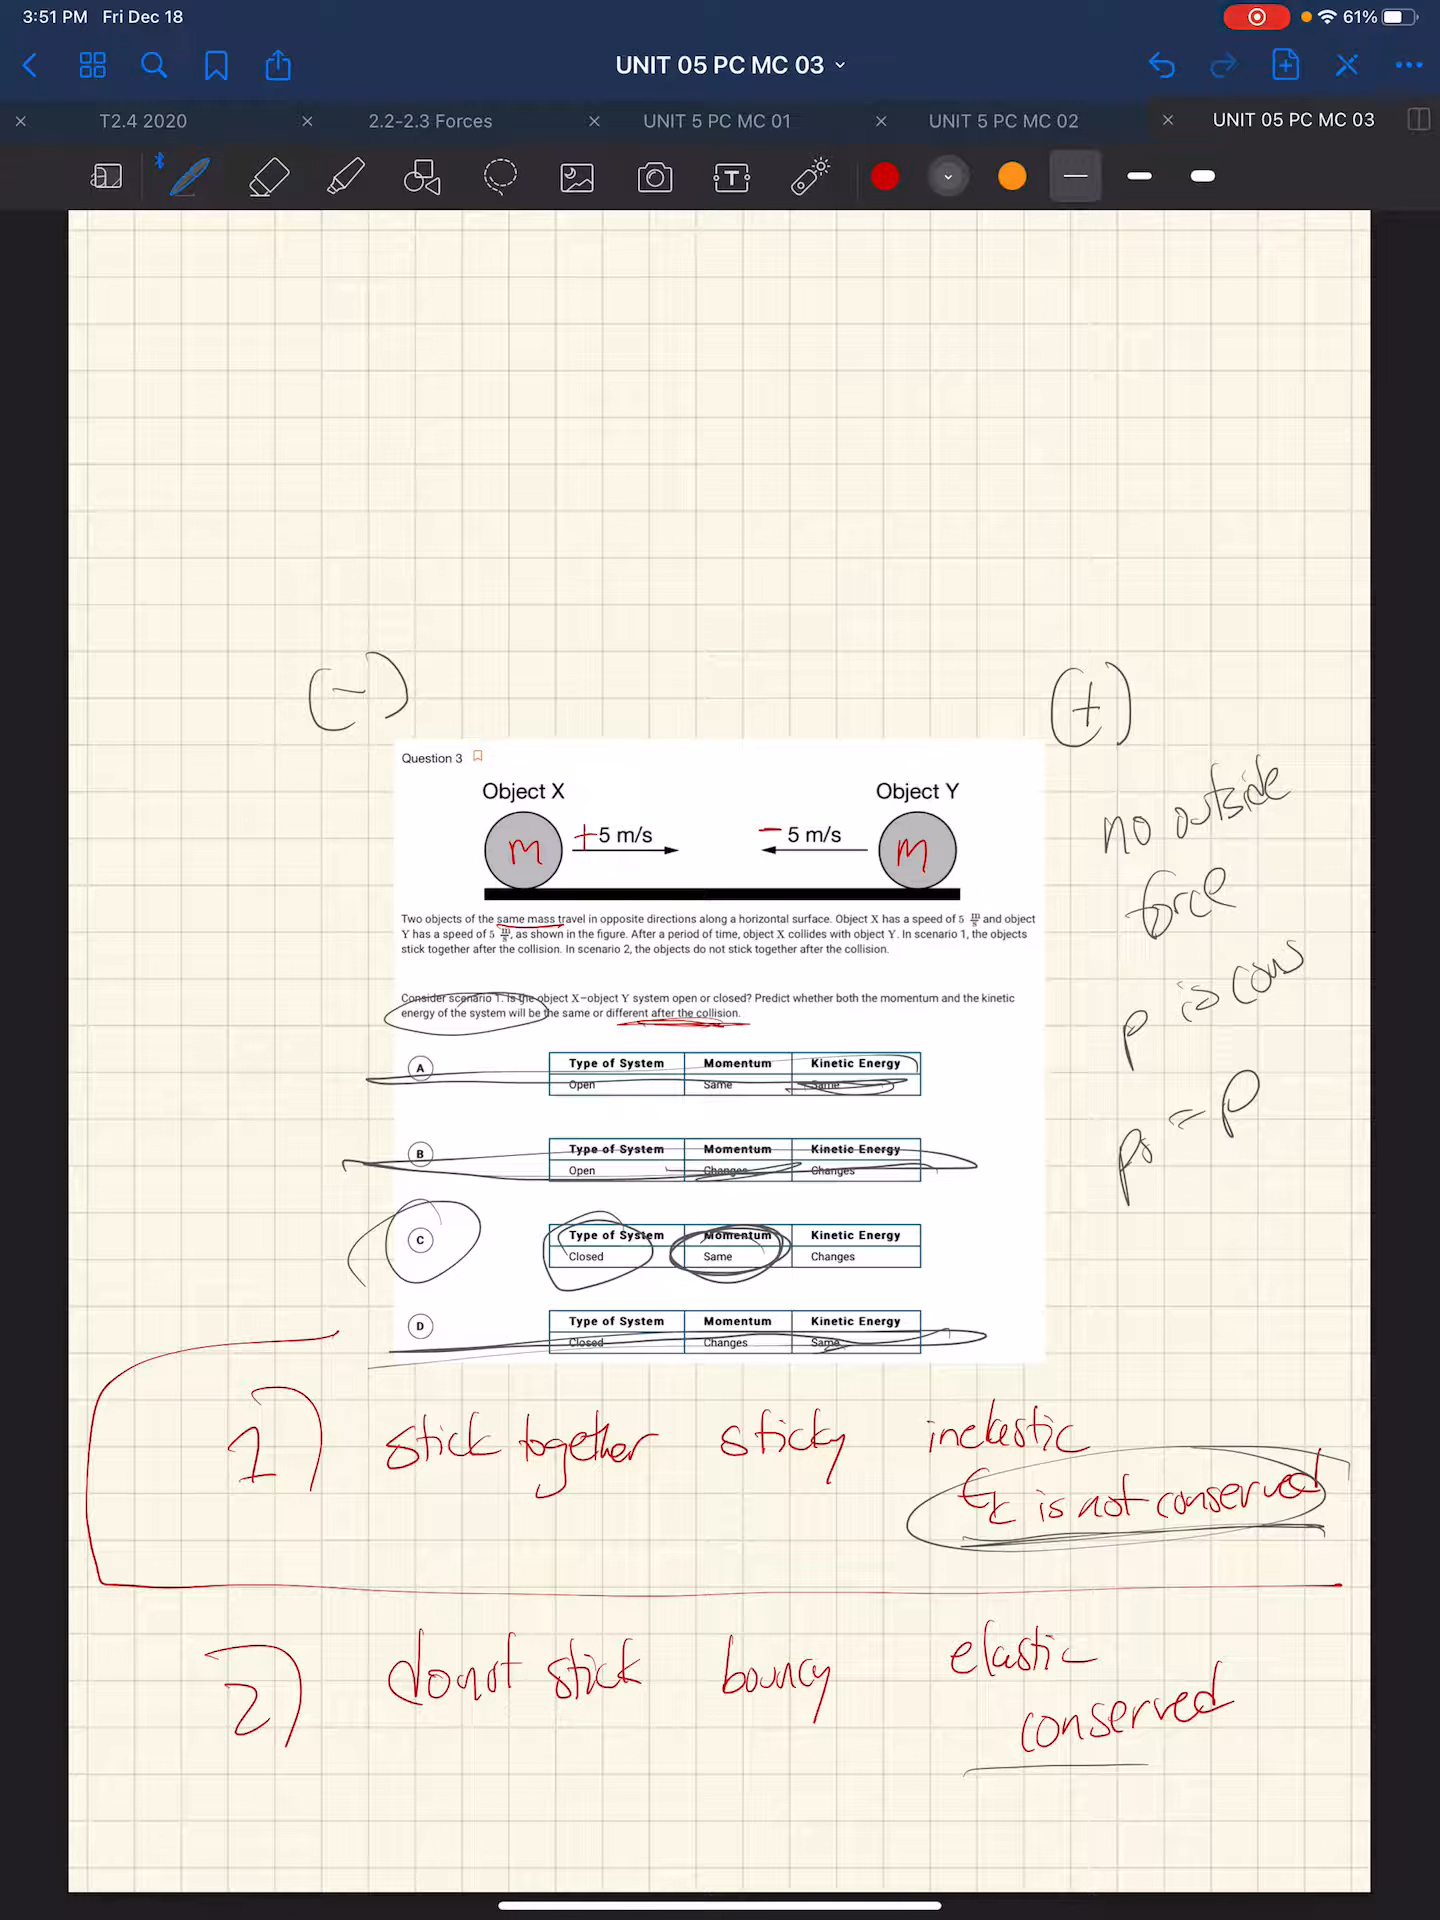 3:51 PM Fri Dec 18
61%
UNIT 05 PC MC 03
T2.4 2020
2.2-2.3 Forces
UNIT 5 PC MC 01
UNIT 5 PC MC 02
UNIT 05 PC MC 03
(-)
(+)
Question 3
Object X
Object Y
m
+5 m/s
- 5 m/s
m
Two objects of the same mass travel in opposite directions along a horizontal surface. Object X has a speed of 5 m/s and object
Y has a speed of 5 m/s, as shown in the figure. After a period of time, object X collides with object Y. In scenario 1, the objects
stick together after the collision. In scenario 2, the objects do not stick together after the collision.
Consider scenario 1. Is the object X–object Y system open or closed? Predict whether both the momentum and the kinetic
energy of the system will be the same or different after the collision.
A
Type of System Momentum Kinetic Energy
Open Same Same
B
Type of System Momentum Kinetic Energy
Open Changes Changes
C
Type of System Momentum Kinetic Energy
Closed Same Changes
D
Type of System Momentum Kinetic Energy
Closed Changes Same
no outside
force
p is cons
p₀ = p
1) stick together sticky inelastic
Ek is not conserved
2) do not stick bouncy elastic
conserved